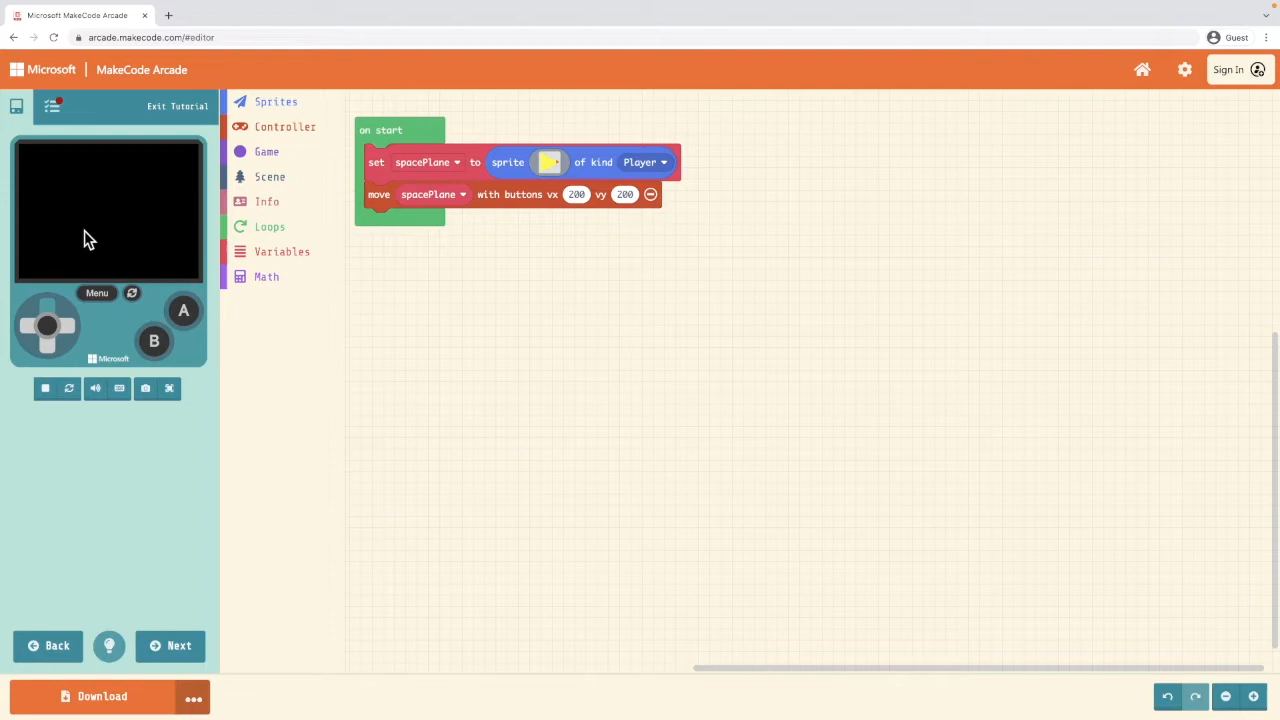 Microsoft MakeCode Arcade
arcade.makecode.com/#editor
Guest
Microsoft | MakeCode Arcade
Sign In
Exit Tutorial
Sprites
Controller
Game
Scene
Info
Loops
Variables
Math
on start
set spacePlane to sprite of kind Player
move spacePlane with buttons vx 200 vy 200
Menu
A
B
Microsoft
Back
Next
Download